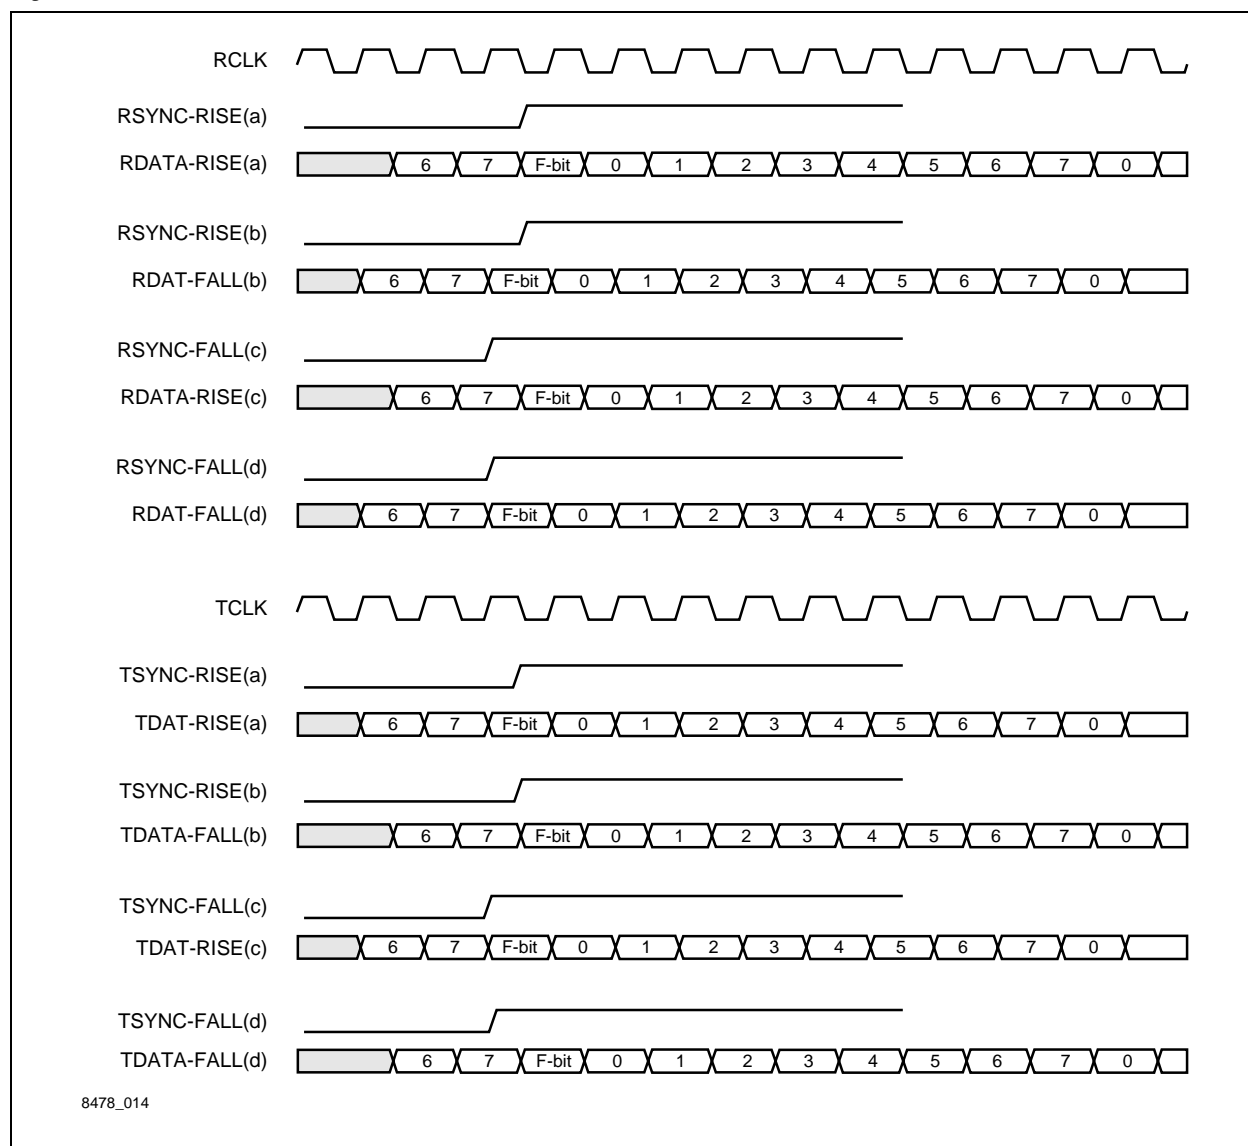 RCLK
RSYNC-RISE(a)
RDATA-RISE(a) 6 7 F-bit 0 1 2 3 4 5 6 7 0
RSYNC-RISE(b)
RDAT-FALL(b) 6 7 F-bit 0 1 2 3 4 5 6 7 0
RSYNC-FALL(c)
RDATA-RISE(c) 6 7 F-bit 0 1 2 3 4 5 6 7 0
RSYNC-FALL(d)
RDAT-FALL(d) 6 7 F-bit 0 1 2 3 4 5 6 7 0
TCLK
TSYNC-RISE(a)
TDAT-RISE(a) 6 7 F-bit 0 1 2 3 4 5 6 7 0
TSYNC-RISE(b)
TDATA-FALL(b) 6 7 F-bit 0 1 2 3 4 5 6 7 0
TSYNC-FALL(c)
TDAT-RISE(c) 6 7 F-bit 0 1 2 3 4 5 6 7 0
TSYNC-FALL(d)
TDATA-FALL(d) 6 7 F-bit 0 1 2 3 4 5 6 7 0
8478_014